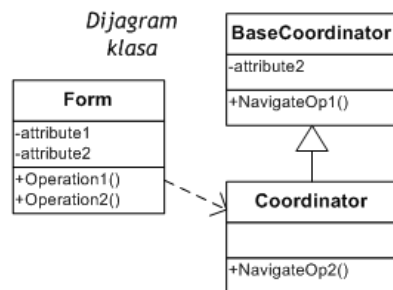 Dijagram
klasa
BaseCoordinator
-attribute2
+NavigateOp1()
Form
-attribute1
-attribute2
+Operation1()
+Operation2()
Coordinator
+NavigateOp2()